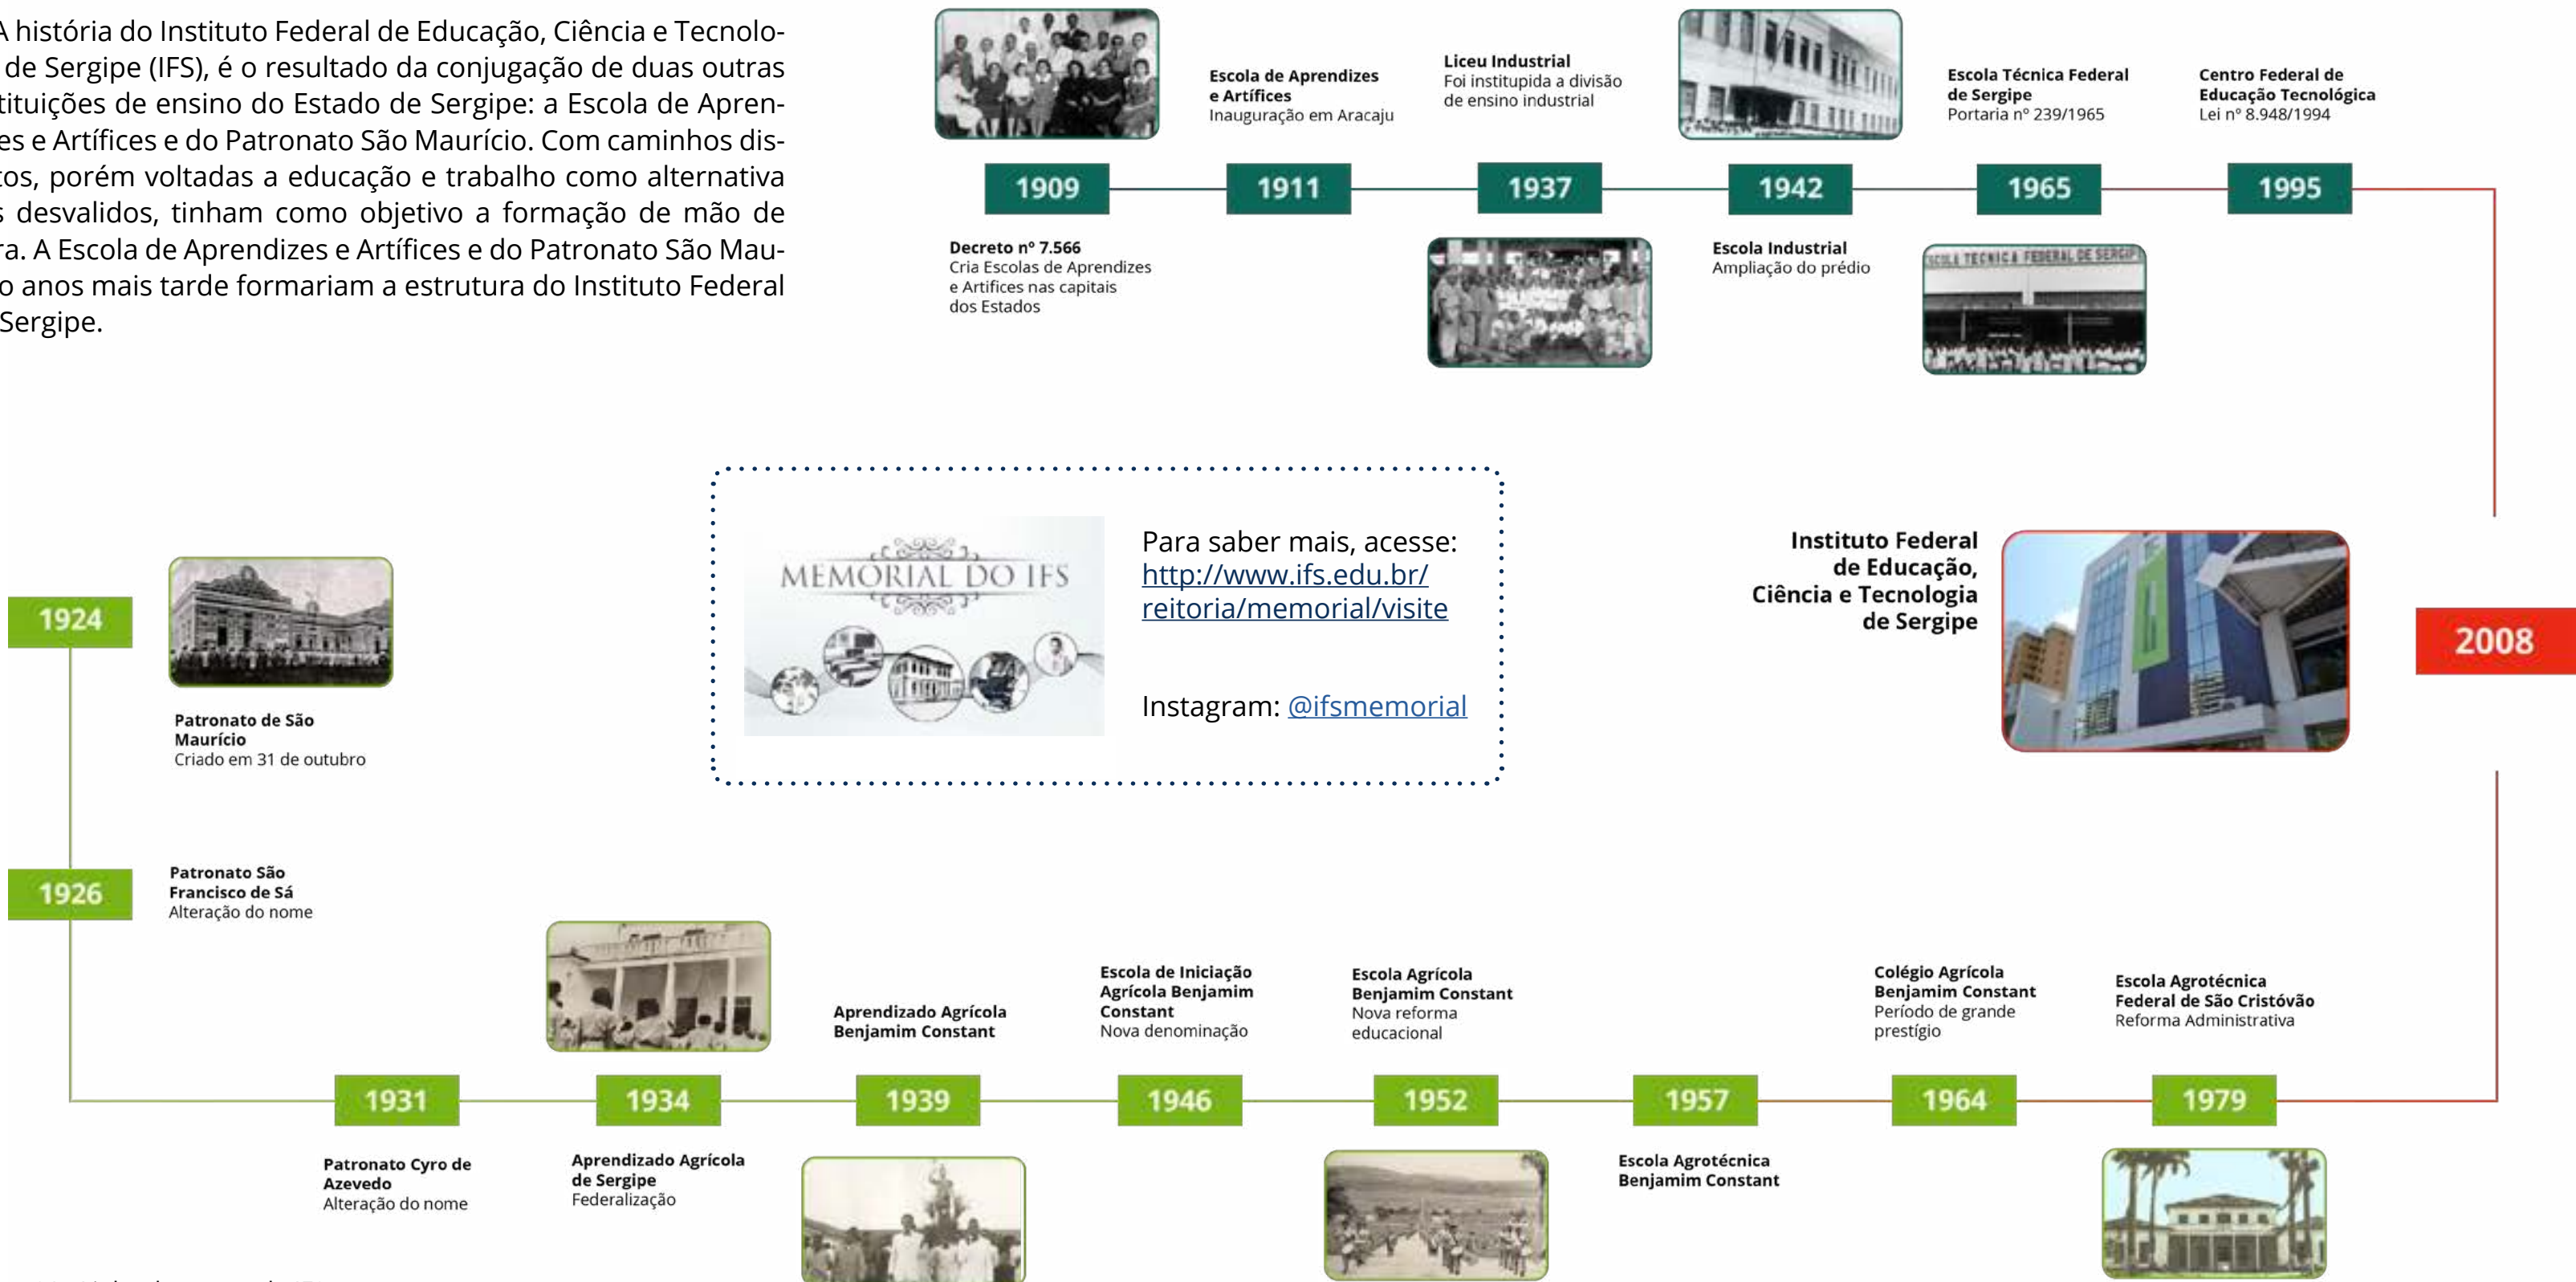 A história do Instituto Federal de Educação, Ciência e Tecnolo-
de Sergipe (IFS), é o resultado da conjugação de duas outras
tituições de ensino do Estado de Sergipe: a Escola de Apren-
es e Artífices e do Patronato São Maurício. Com caminhos dis-
tos, porém voltadas a educação e trabalho como alternativa
s desvalidos, tinham como objetivo a formação de mão de
ra. A Escola de Aprendizes e Artífices e do Patronato São Mau-
o anos mais tarde formariam a estrutura do Instituto Federal
Sergipe.
Escola de Aprendizes
e Artífices
Inauguração em Aracaju
Liceu Industrial
Foi institupida a divisão
de ensino industrial
Escola Técnica Federal
de Sergipe
Portaria nº 239/1965
Centro Federal de
Educação Tecnológica
Lei nº 8.948/1994
1909
1911
1937
1942
1965
1995
Decreto nº 7.566
Cria Escolas de Aprendizes
e Artifices nas capitais
dos Estados
Escola Industrial
Ampliação do prédio
ESCOLA TECNICA FEDERAL DE SERGIP
MEMORIAL DO IFS
Para saber mais, acesse:
http://www.ifs.edu.br/
reitoria/memorial/visite
Instagram: @ifsmemorial
Instituto Federal
de Educação,
Ciência e Tecnologia
de Sergipe
2008
1924
Patronato de São
Maurício
Criado em 31 de outubro
1926
Patronato São
Francisco de Sá
Alteração do nome
Aprendizado Agrícola
Benjamim Constant
Escola de Iniciação
Agrícola Benjamim
Constant
Nova denominação
Escola Agrícola
Benjamim Constant
Nova reforma
educacional
Colégio Agrícola
Benjamim Constant
Período de grande
prestígio
Escola Agrotécnica
Federal de São Cristóvão
Reforma Administrativa
1931
1934
1939
1946
1952
1957
1964
1979
Patronato Cyro de
Azevedo
Alteração do nome
Aprendizado Agrícola
de Sergipe
Federalização
Escola Agrotécnica
Benjamim Constant